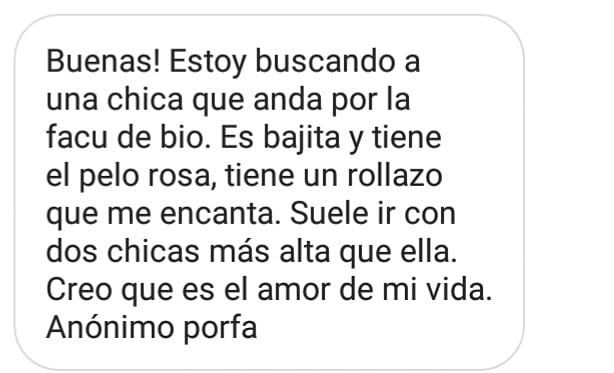 Buenas! Estoy buscando a
una chica que anda por la
facu de bio. Es bajita y tiene
el pelo rosa, tiene un rollazo
que me encanta. Suele ir con
dos chicas más alta que ella.
Creo que es el amor de mi vida.
Anónimo porfa